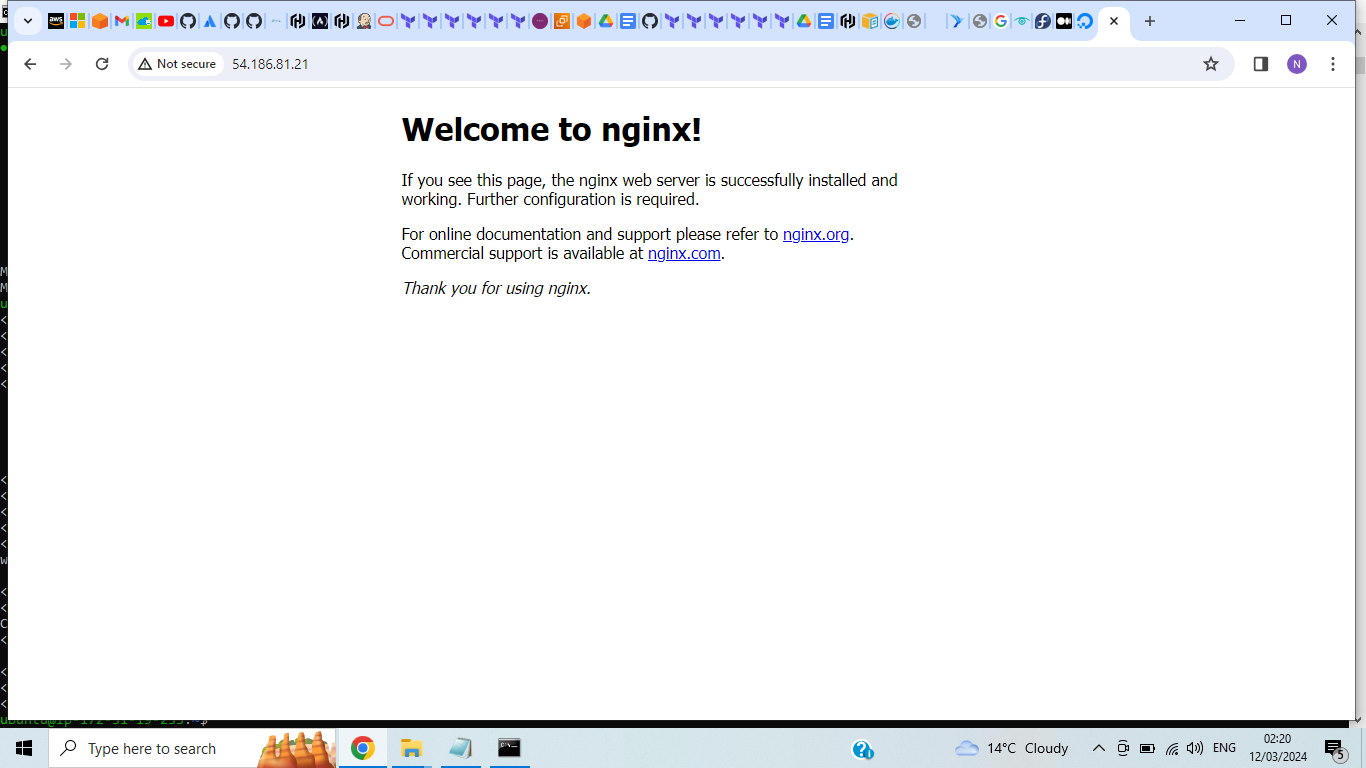 aws
Not secure
54.186.81.21
N
Welcome to nginx!
If you see this page, the nginx web server is successfully installed and
working. Further configuration is required.
For online documentation and support please refer to nginx.org.
Commercial support is available at nginx.com.
Thank you for using nginx.
Type here to search
14°C Cloudy
ENG
02:20
12/03/2024
5